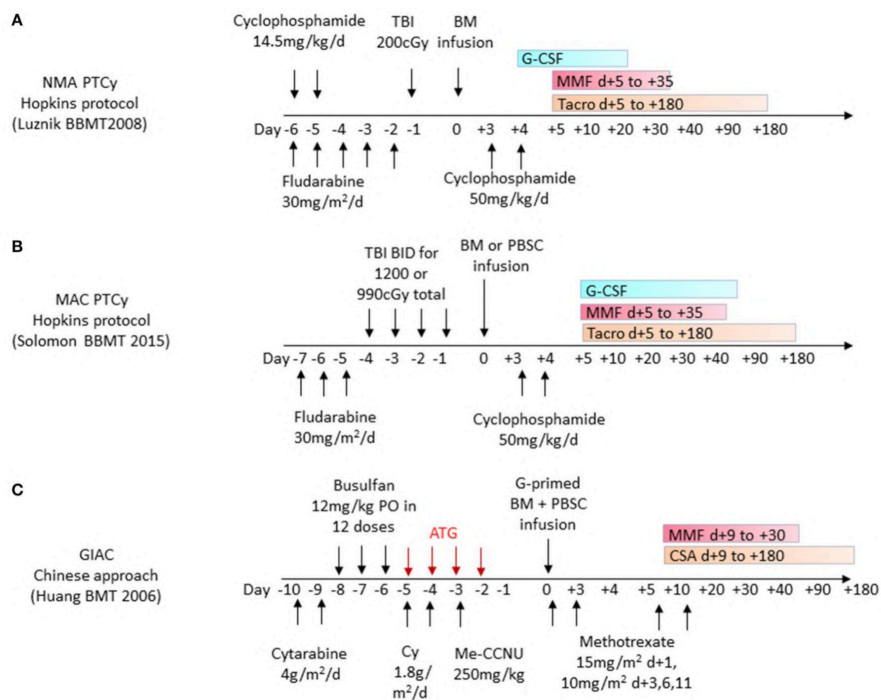 A
NMA PTCy
Hopkins protocol
(Luznik BBMT2008)
Cyclophosphamide
14.5mg/kg/d
TBI
200cGy
BM
infusion
G-CSF
MMF d+5 to +35
Tacro d+5 to +180
Day -6 -5 -4 -3 -2 -1 0 +3 +4 +5 +10 +20 +30 +40 +90 +180
Fludarabine
30mg/m²/d
Cyclophosphamide
50mg/kg/d
B
MAC PTCy
Hopkins protocol
(Solomon BBMT 2015)
TBI BID for
1200 or
990cGy total
BM or PBSC
infusion
G-CSF
MMF d+5 to +35
Tacro d+5 to +180
Day -7 -6 -5 -4 -3 -2 -1 0 +3 +4 +5 +10 +20 +30 +40 +90 +180
Fludarabine
30mg/m²/d
Cyclophosphamide
50mg/kg/d
C
GIAC
Chinese approach
(Huang BMT 2006)
Busulfan
12mg/kg PO in
12 doses
ATG
G-primed
BM + PBSC
infusion
MMF d+9 to +30
CSA d+9 to +180
Day -10 -9 -8 -7 -6 -5 -4 -3 -2 -1 0 +3 +4 +5 +10 +20 +30 +40 +90 +180
Cytarabine
4g/m²/d
Cy
1.8g/
m²/d
Me-CCNU
250mg/kg
Methotrexate
15mg/m² d+1,
10mg/m² d+3,6,11